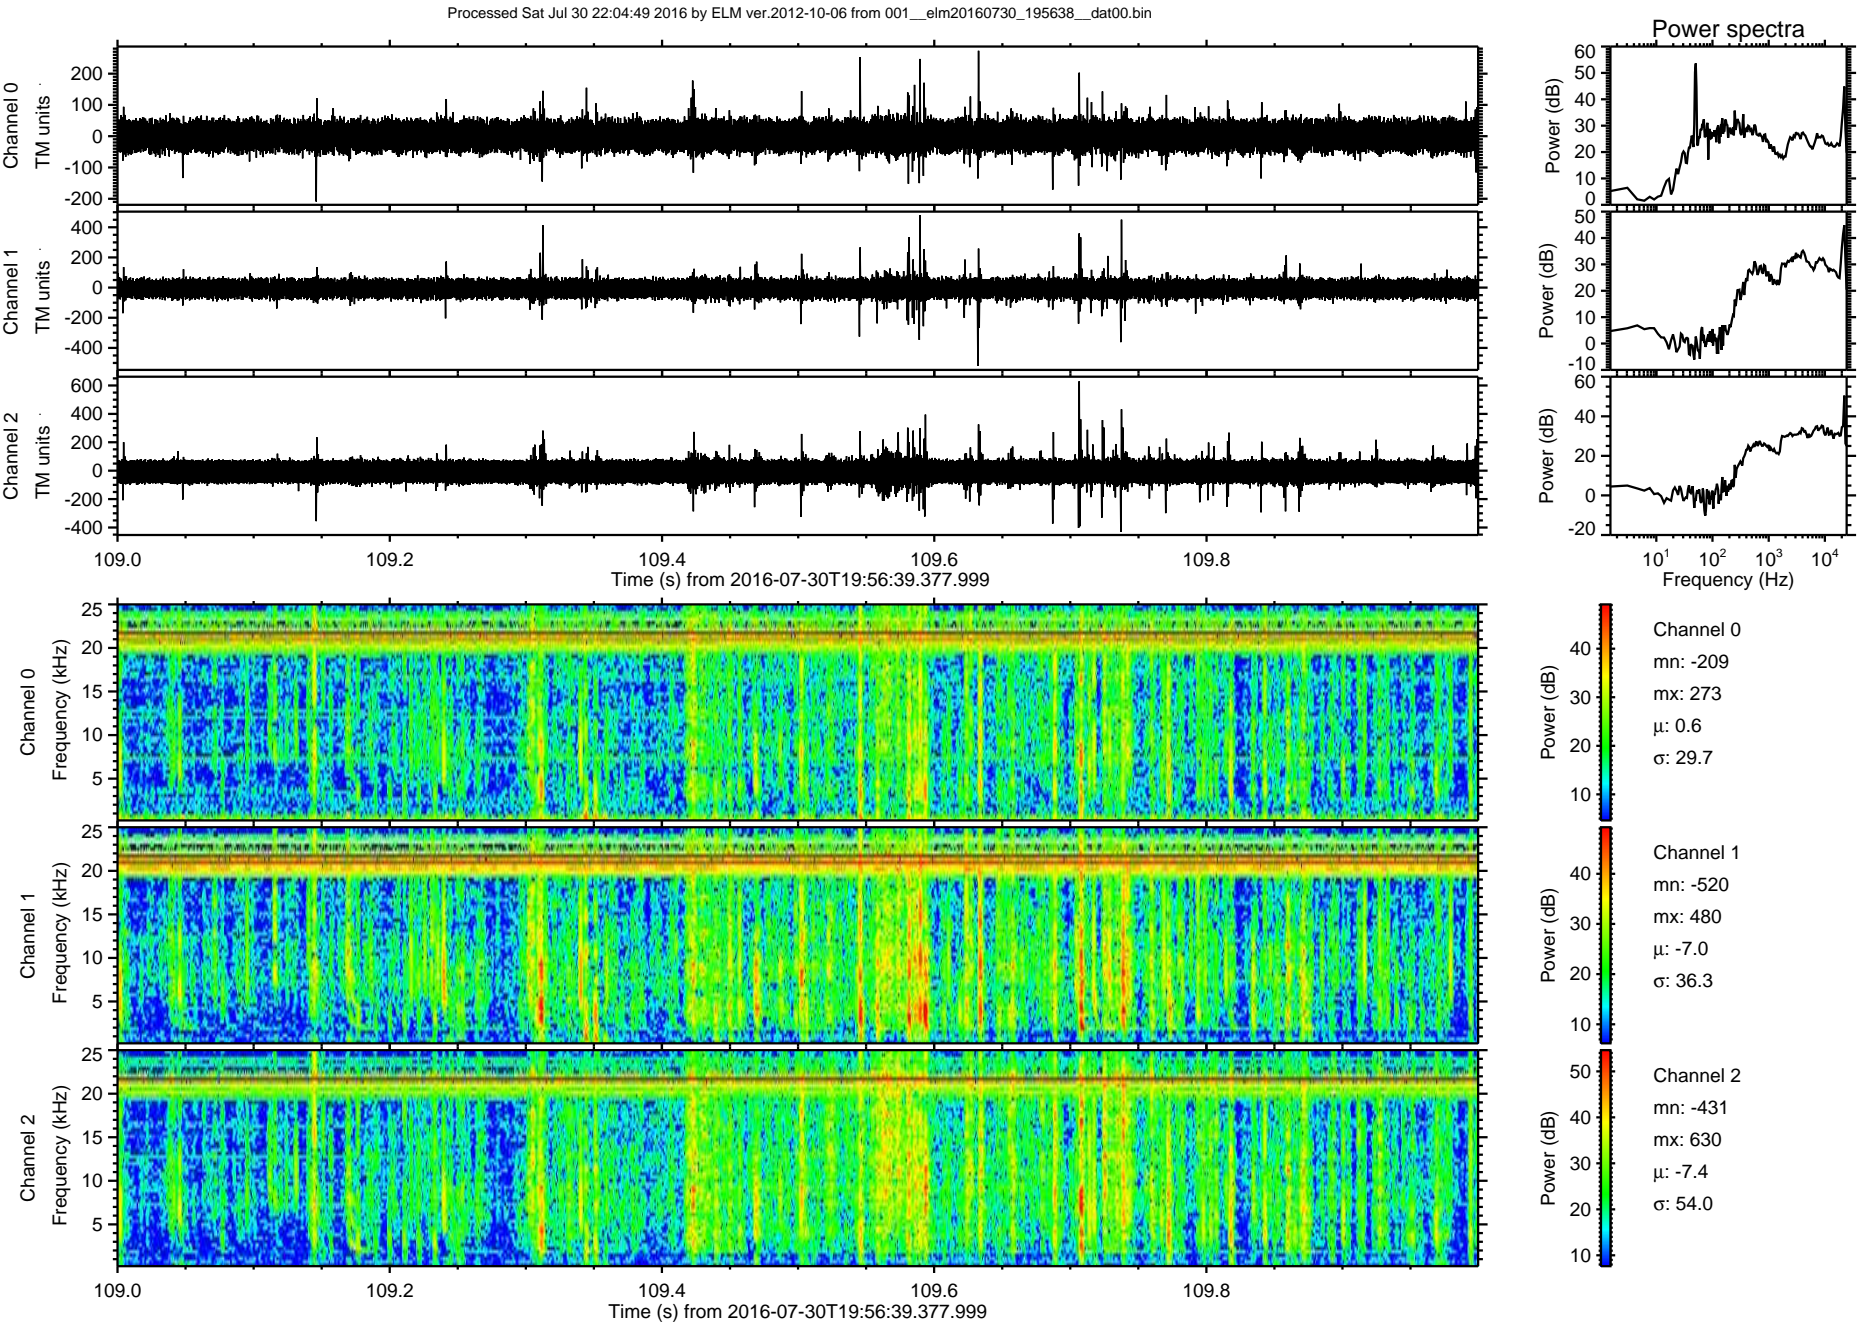 Processed Sat Jul 30 22:04:49 2016 by ELM ver.2012-10-06 from 001__elm20160730_195638__dat00.bin
Power spectra
Channel 0
TM units
200
100
0
-100
-200
Power (dB)
60
50
40
30
20
10
0
Channel 1
TM units
400
200
0
-200
-400
Power (dB)
50
40
30
20
10
0
-10
Channel 2
TM units
600
400
200
0
-200
-400
Power (dB)
60
40
20
0
-20
109.0 109.2 109.4 109.6 109.8
Time (s) from 2016-07-30T19:56:39.377.999
10^1 10^2 10^3 10^4
Frequency (Hz)
Channel 0
Frequency (kHz)
25
20
15
10
5
Power (dB)
40
30
20
10
Channel 0
mn: -209
mx: 273
μ: 0.6
σ: 29.7
Channel 1
Frequency (kHz)
25
20
15
10
5
Power (dB)
40
30
20
10
Channel 1
mn: -520
mx: 480
μ: -7.0
σ: 36.3
Channel 2
Frequency (kHz)
25
20
15
10
5
Power (dB)
50
40
30
20
10
Channel 2
mn: -431
mx: 630
μ: -7.4
σ: 54.0
109.0 109.2 109.4 109.6 109.8
Time (s) from 2016-07-30T19:56:39.377.999